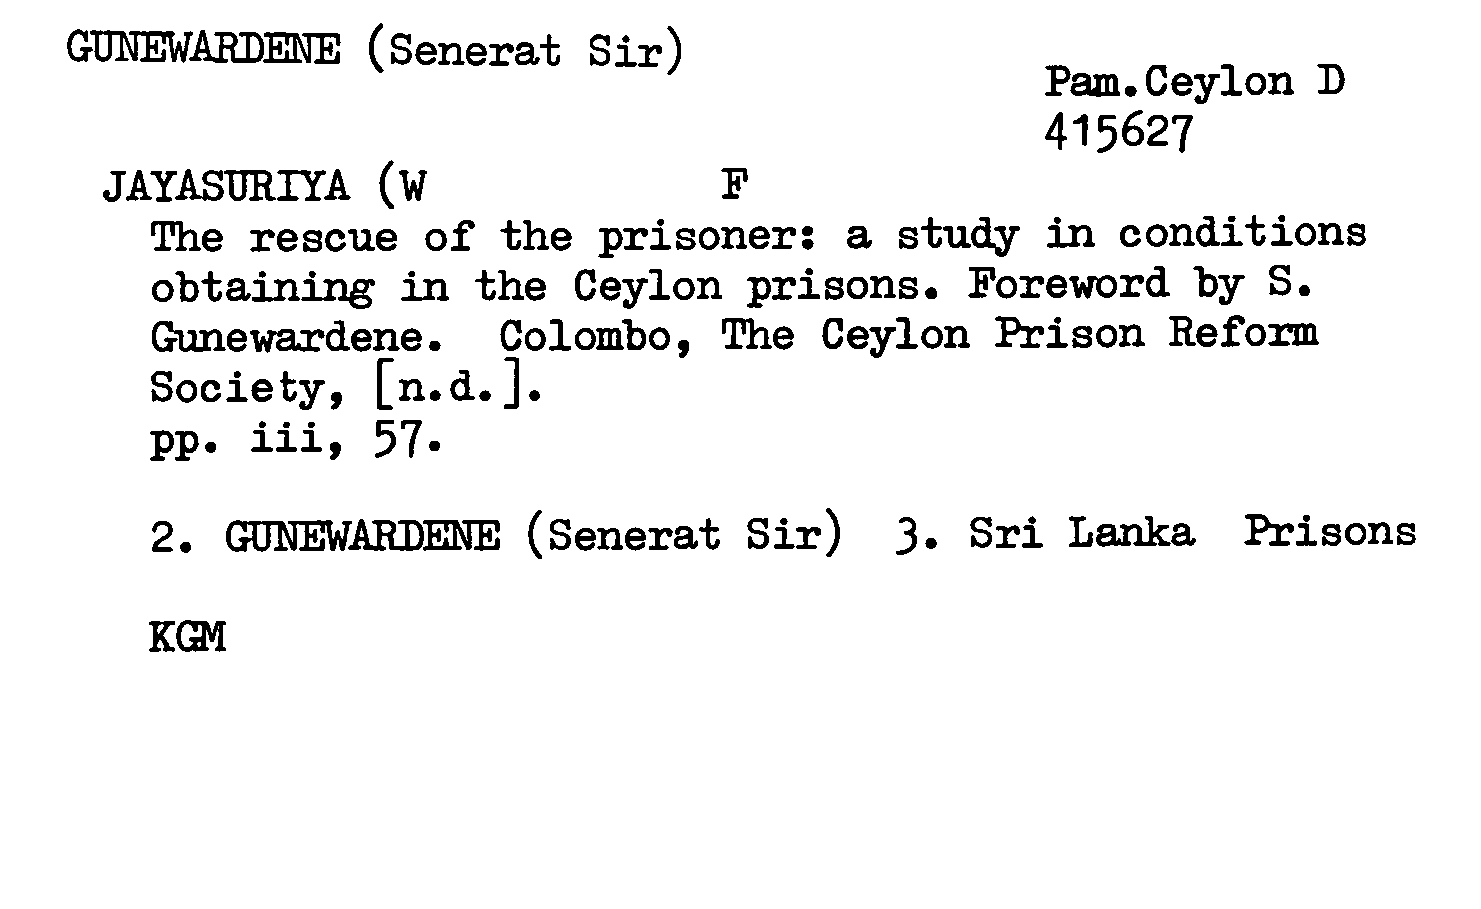 GUNEWARDENE (Senerat Sir)
Pam.Ceylon D
415627
JAYASURIYA (W F
The rescue of the prisoner: a study in conditions
obtaining in the Ceylon prisons. Foreword by S.
Gunewardene. Colombo, The Ceylon Prison Reform
Society, [n.d.].
pp. iii, 57.
2. GUNEWARDENE (Senerat Sir) 3. Sri Lanka Prisons
KGM